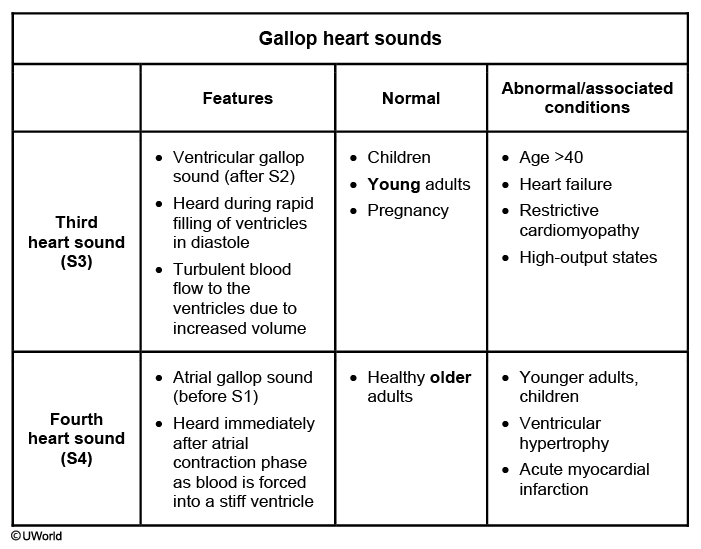 Gallop heart sounds
Features
Normal
Abnormal/associated
conditions
Third
heart sound
(S3)
• Ventricular gallop
sound (after S2)
• Heard during rapid
filling of ventricles
in diastole
• Turbulent blood
flow to the
ventricles due to
increased volume
• Children
• Young adults
• Pregnancy
• Age >40
• Heart failure
• Restrictive
cardiomyopathy
• High-output states
Fourth
heart sound
(S4)
• Atrial gallop sound
(before S1)
• Heard immediately
after atrial
contraction phase
as blood is forced
into a stiff ventricle
• Healthy older
adults
• Younger adults,
children
• Ventricular
hypertrophy
• Acute myocardial
infarction
©UWorld